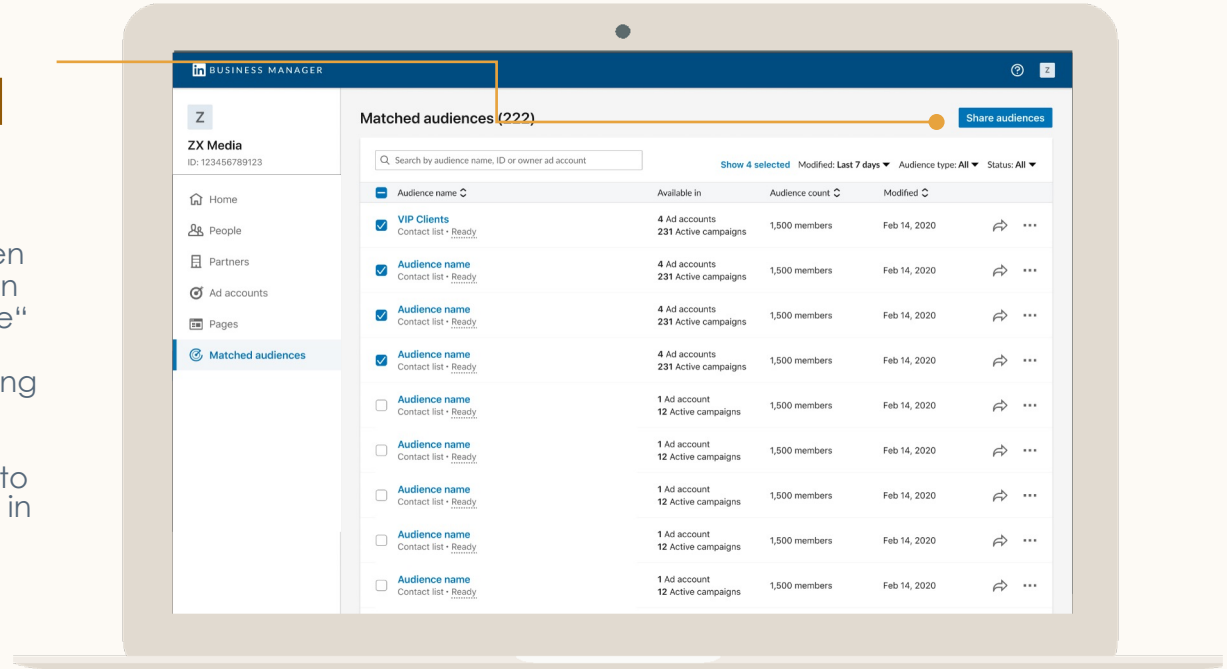 en
n
e“
ng
to
in
in BUSINESS MANAGER
Z
Z
ZX Media
ID: 123456789123
Home
People
Partners
Ad accounts
Pages
Matched audiences
Matched audiences (222)
Share audiences
Search by audience name, ID or owner ad account
Show 4 selected Modified: Last 7 days Audience type: All Status: All
Audience name Available in Audience count Modified
VIP Clients
Contact list • Ready
4 Ad accounts
231 Active campaigns
1,500 members
Feb 14, 2020
Audience name
Contact list • Ready
4 Ad accounts
231 Active campaigns
1,500 members
Feb 14, 2020
Audience name
Contact list • Ready
4 Ad accounts
231 Active campaigns
1,500 members
Feb 14, 2020
Audience name
Contact list • Ready
4 Ad accounts
231 Active campaigns
1,500 members
Feb 14, 2020
Audience name
Contact list • Ready
1 Ad account
12 Active campaigns
1,500 members
Feb 14, 2020
Audience name
Contact list • Ready
1 Ad account
12 Active campaigns
1,500 members
Feb 14, 2020
Audience name
Contact list • Ready
1 Ad account
12 Active campaigns
1,500 members
Feb 14, 2020
Audience name
Contact list • Ready
1 Ad account
12 Active campaigns
1,500 members
Feb 14, 2020
Audience name
Contact list • Ready
1 Ad account
12 Active campaigns
1,500 members
Feb 14, 2020